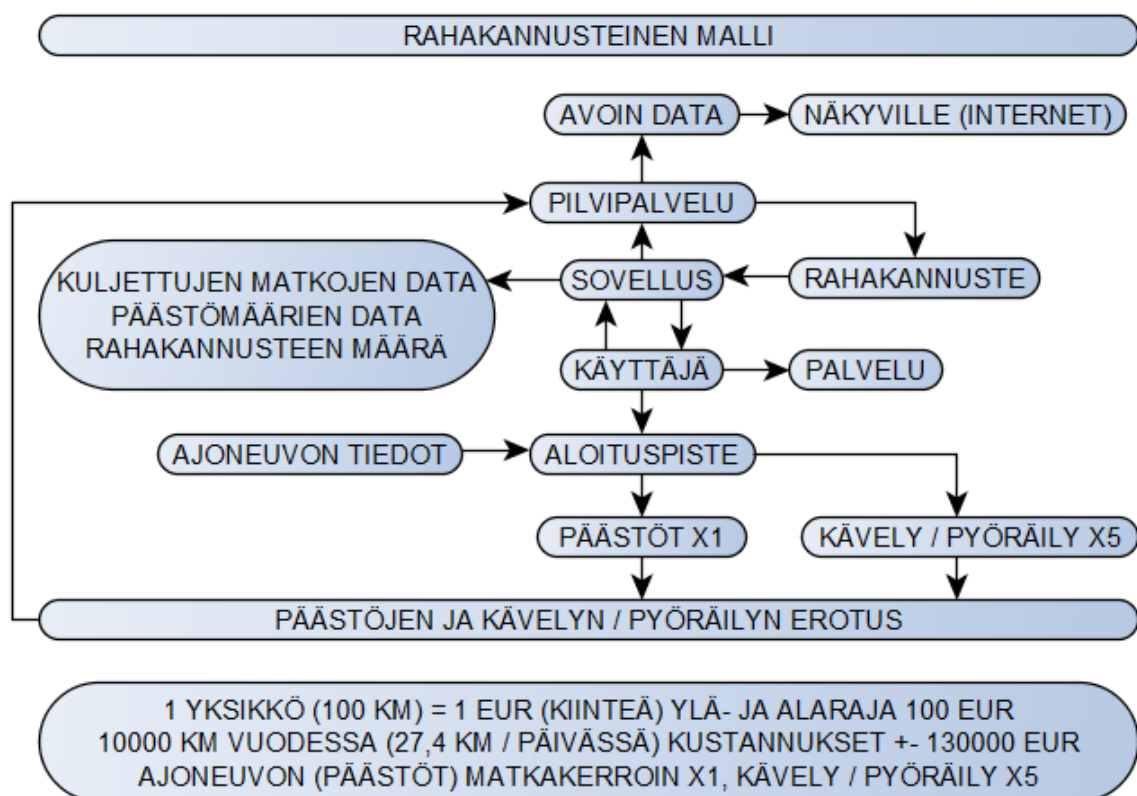 RAHAKANNUSTEINEN MALLI
AVOIN DATA
NÄKYVILLE (INTERNET)
PILVIPALVELU
KULJETTUJEN MATKOJEN DATA
PÄÄSTÖMÄÄRIEN DATA
RAHAKANNUSTEEN MÄÄRÄ
SOVELLUS
RAHAKANNUSTE
KÄYTTÄJÄ
PALVELU
AJONEUVON TIEDOT
ALOITUSPISTE
PÄÄSTÖT X1
KÄVELY / PYÖRÄILY X5
PÄÄSTÖJEN JA KÄVELYN / PYÖRÄILYN EROTUS
1 YKSIKKÖ (100 KM) = 1 EUR (KIINTEÄ) YLÄ- JA ALARAJA 100 EUR
10000 KM VUODESSA (27,4 KM / PÄIVÄSSÄ) KUSTANNUKSET +- 130000 EUR
AJONEUVON (PÄÄSTÖT) MATKAKERROIN X1, KÄVELY / PYÖRÄILY X5